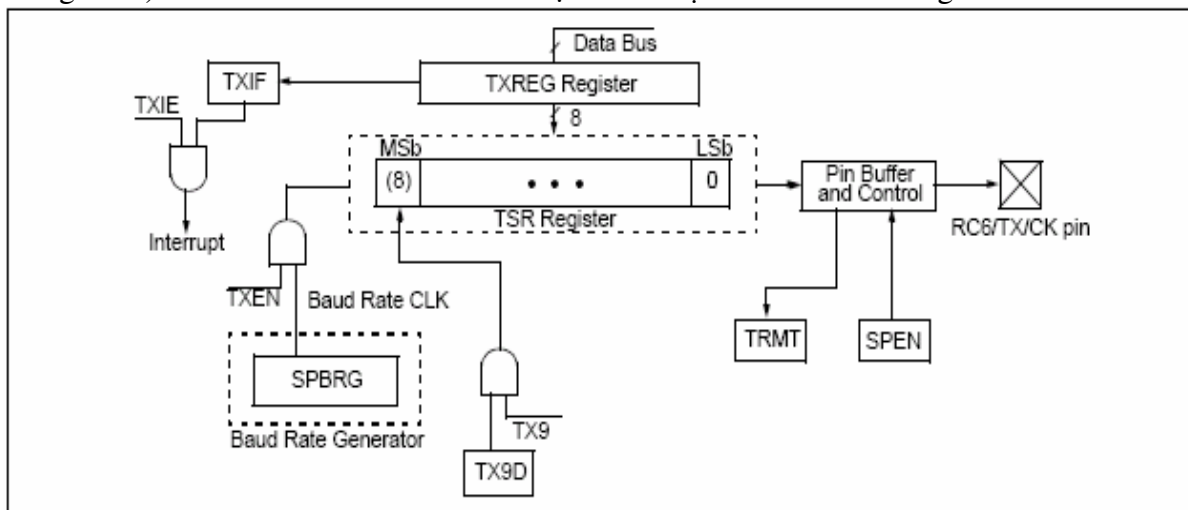 Data Bus
TXIF
TXREG Register
TXIE
8
MSb
LSb
(8)
• • •
0
Pin Buffer
and Control
TSR Register
Interrupt
RC6/TX/CK pin
TXEN
Baud Rate CLK
TRMT
SPEN
SPBRG
TX9
Baud Rate Generator
TX9D